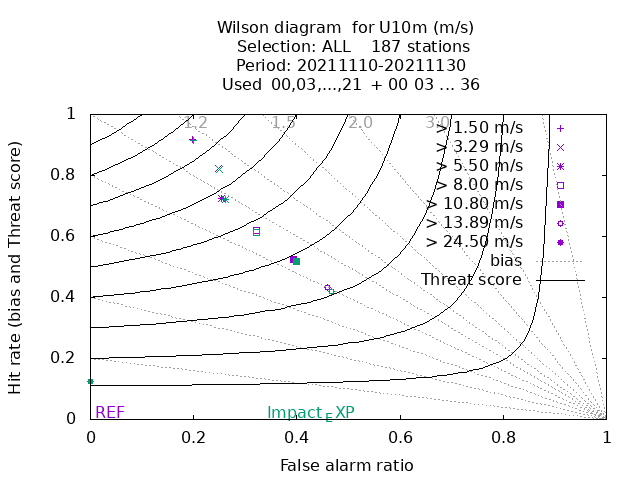 Wilson diagram  for U10m (m/s)
Selection: ALL    187 stations
Period: 20211110-20211130
Used  00,03,...,21  + 00 03 ... 36
1
1.2
1.5
2.0
3.0
> 1.50 m/s
> 3.29 m/s
> 5.50 m/s
> 8.00 m/s
> 10.80 m/s
> 13.89 m/s
> 24.50 m/s
bias
Threat score
0.8
0.6
0.4
0.2
0
Hit rate (bias and Threat score)
REF
Impact_EXP
0
0.2
0.4
0.6
0.8
1
False alarm ratio